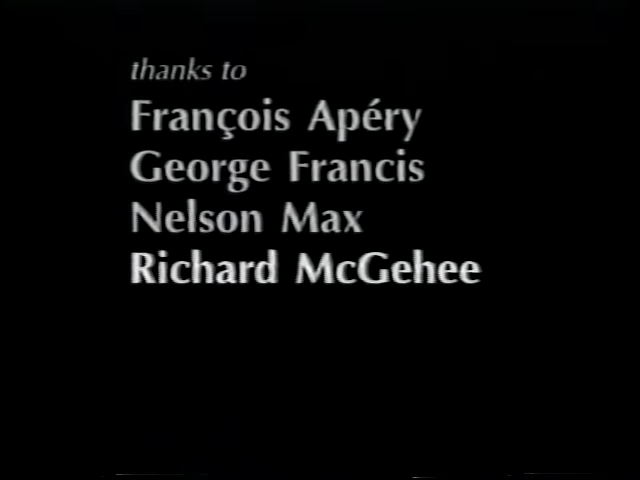 thanks to
François Apéry
George Francis
Nelson Max
Richard McGehee